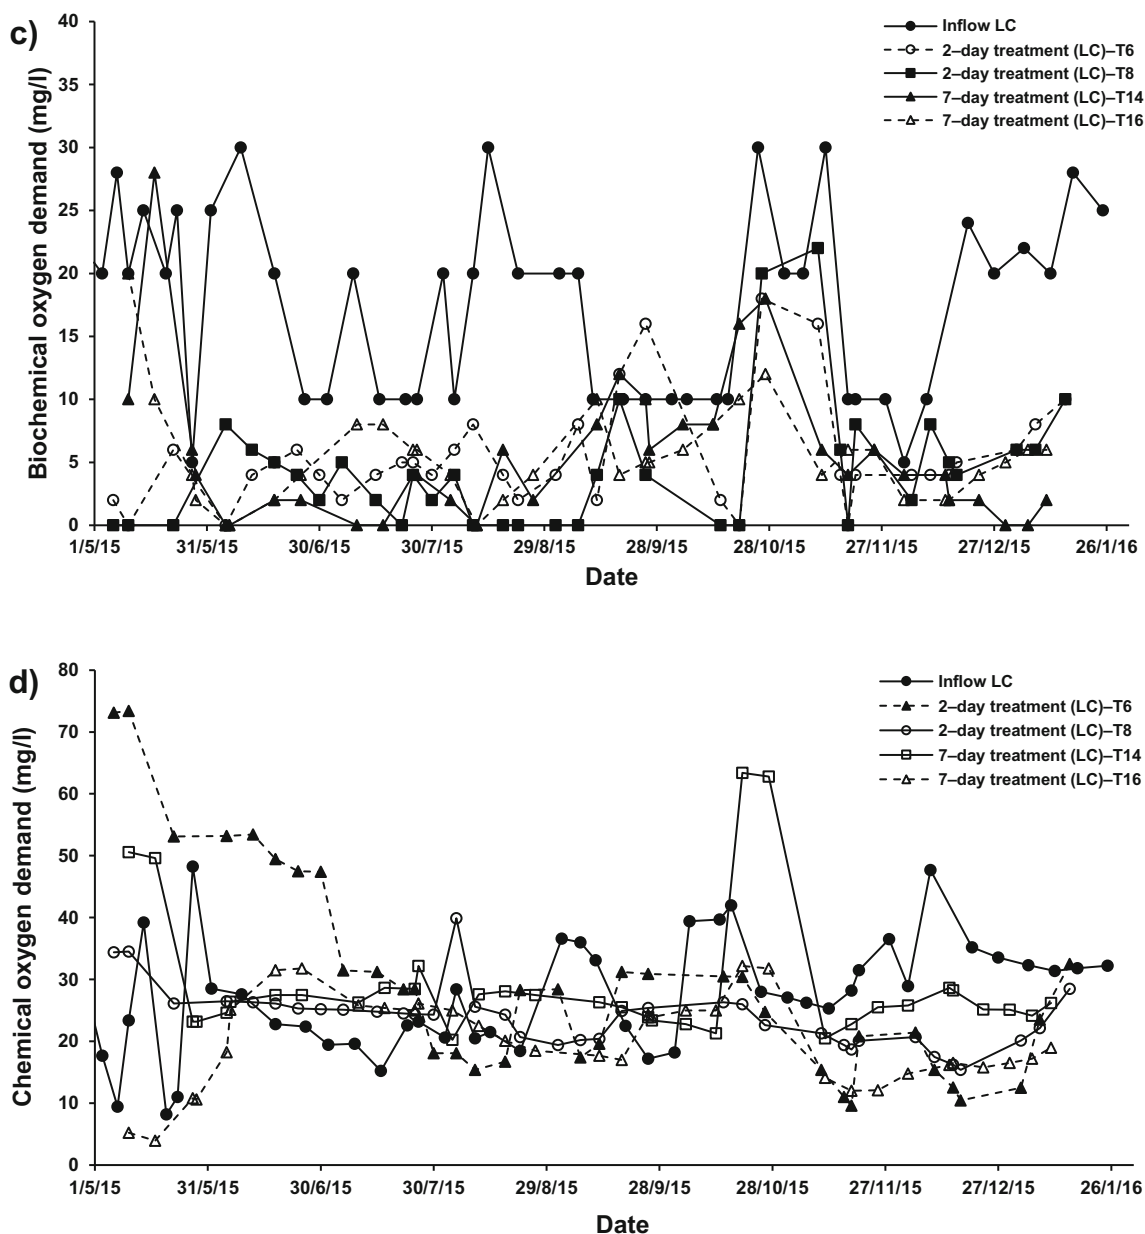 c)
40
35
30
25
20
15
10
5
0
Biochemical oxygen demand (mg/l)
Inflow LC
2–day treatment (LC)–T6
2–day treatment (LC)–T8
7–day treatment (LC)–T14
7–day treatment (LC)–T16
1/5/15 31/5/15 30/6/15 30/7/15 29/8/15 28/9/15 28/10/15 27/11/15 27/12/15 26/1/16
Date
d)
80
70
60
50
40
30
20
10
0
Chemical oxygen demand (mg/l)
Inflow LC
2–day treatment (LC)–T6
2–day treatment (LC)–T8
7–day treatment (LC)–T14
7–day treatment (LC)–T16
1/5/15 31/5/15 30/6/15 30/7/15 29/8/15 28/9/15 28/10/15 27/11/15 27/12/15 26/1/16
Date